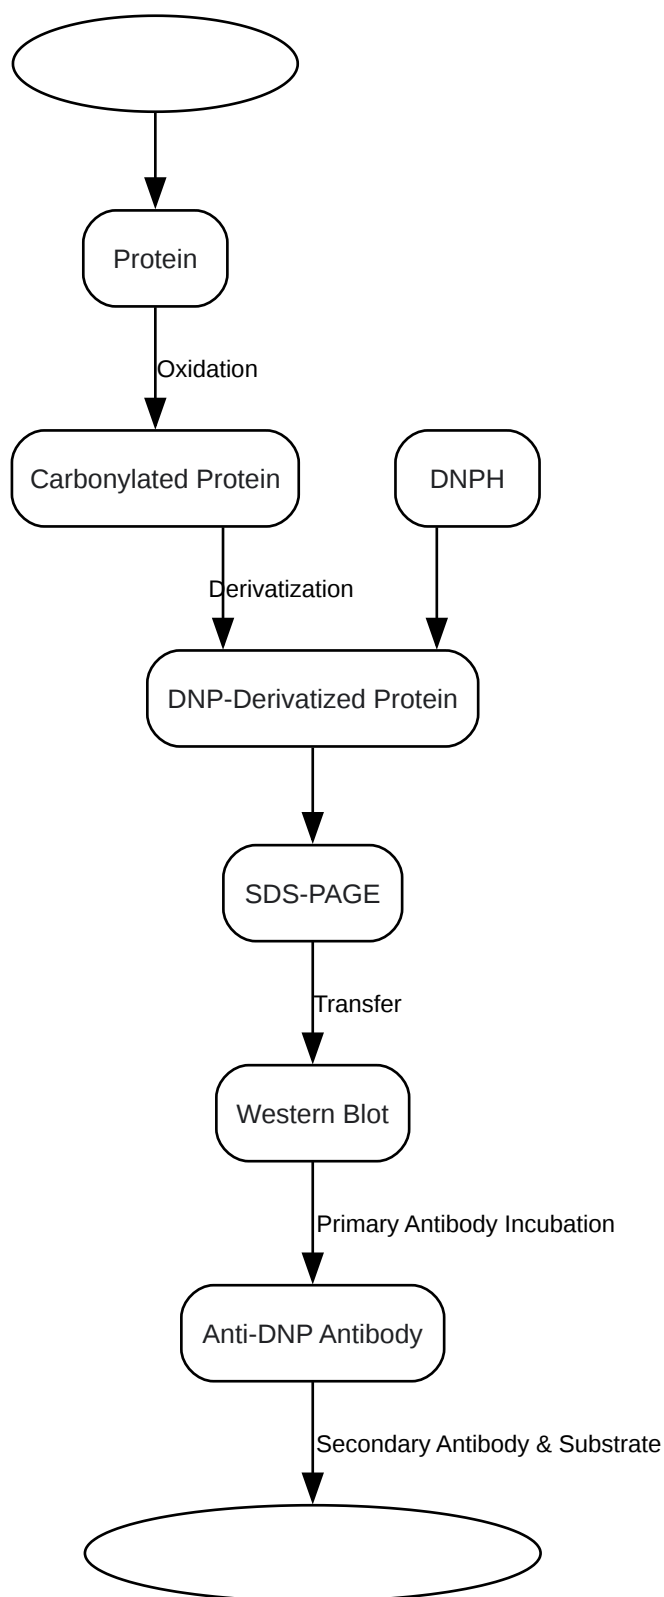 Protein
Oxidation
Carbonylated Protein
DNPH
Derivatization
DNP-Derivatized Protein
SDS-PAGE
Transfer
Western Blot
Primary Antibody Incubation
Anti-DNP Antibody
Secondary Antibody & Substrate